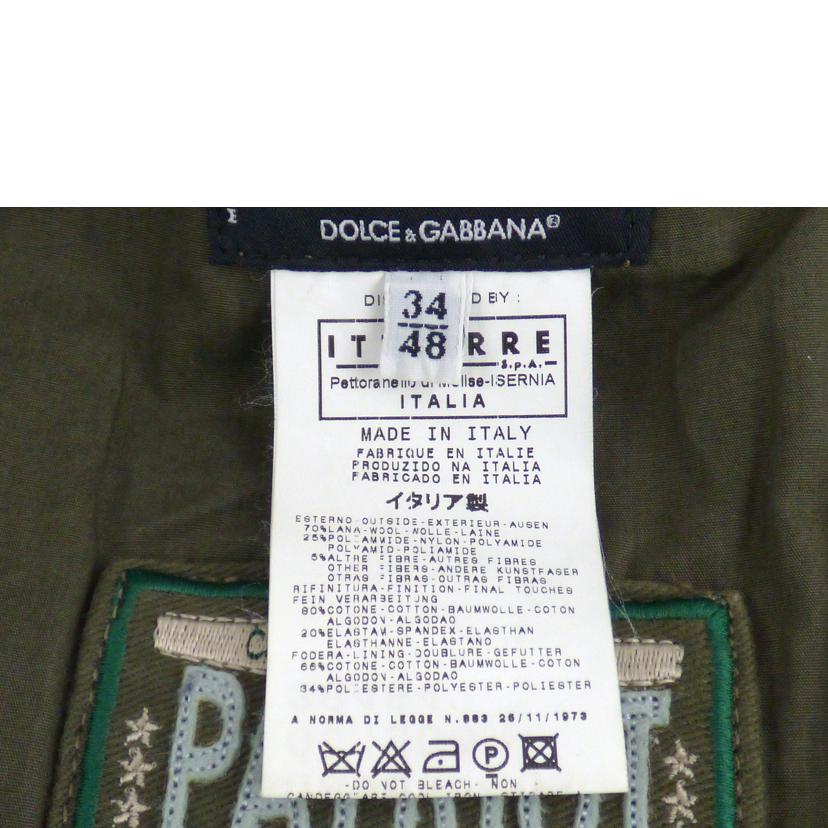 DOLCE & GABBANA®
34
48
BY :
S.p.A.
ITALIA
MADE IN ITALY
FABRIQUE EN ITALIE
PRODUZIDO NA ITALIA
FABRICADO EN ITALIA
イタリア製
ESTERNO-OUTSIDE-EXTERIEUR-AUSEN
70%LANA-WOOL-WOLLE-LAINE
25%POLIAMMIDE-NYLON-POLYAMIDE
POLYAMID-POLIAMIDE
5%ALTRE FIBRE-AUTRES FIBRES
OTHER FIBERS-ANDERE KUNSTFASER
OTRAS FIBRAS-OUTRAS FIBRAS
RIFINITURA-FINITION-FINAL TOUCHES
FEIN VERARBEITUNG
80%COTONE-COTTON-BAUMWOLLE-COTON
ALGODON-ALGODAO
20%ELASTAM-SPANDEX-ELASTHAN
ELASTHANNE-ELASTANO
FODERA-LINING-DOUBLURE-GEFUTTER
66%COTONE-COTTON-BAUMWOLLE-COTON
ALGODON-ALGODAO
34%POLIESTERE-POLYESTER-POLIESTER
A NORMA DI LEGGE N.883 26/11/1973
P
-DO NOT BLEACH- NON